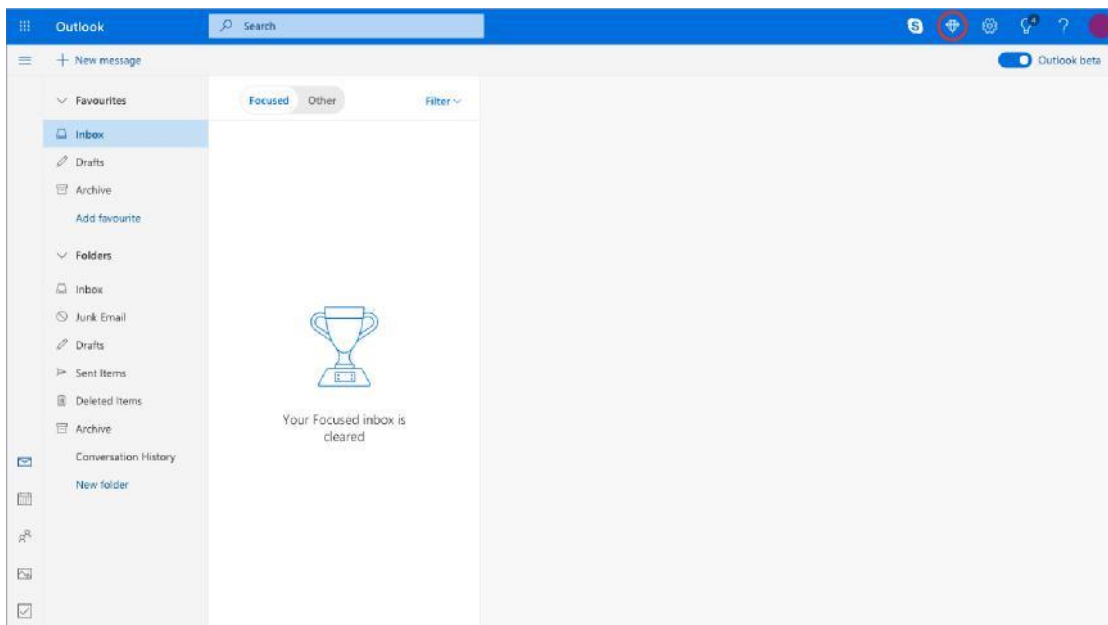 Outlook
Search
4
?
+ New message
Outlook beta
Favourites
Focused Other Filter
Inbox
Drafts
Archive
Add favourite
Folders
Inbox
Junk Email
Drafts
Sent Items
Deleted Items
Archive
Your Focused inbox is
cleared
Conversation History
New folder